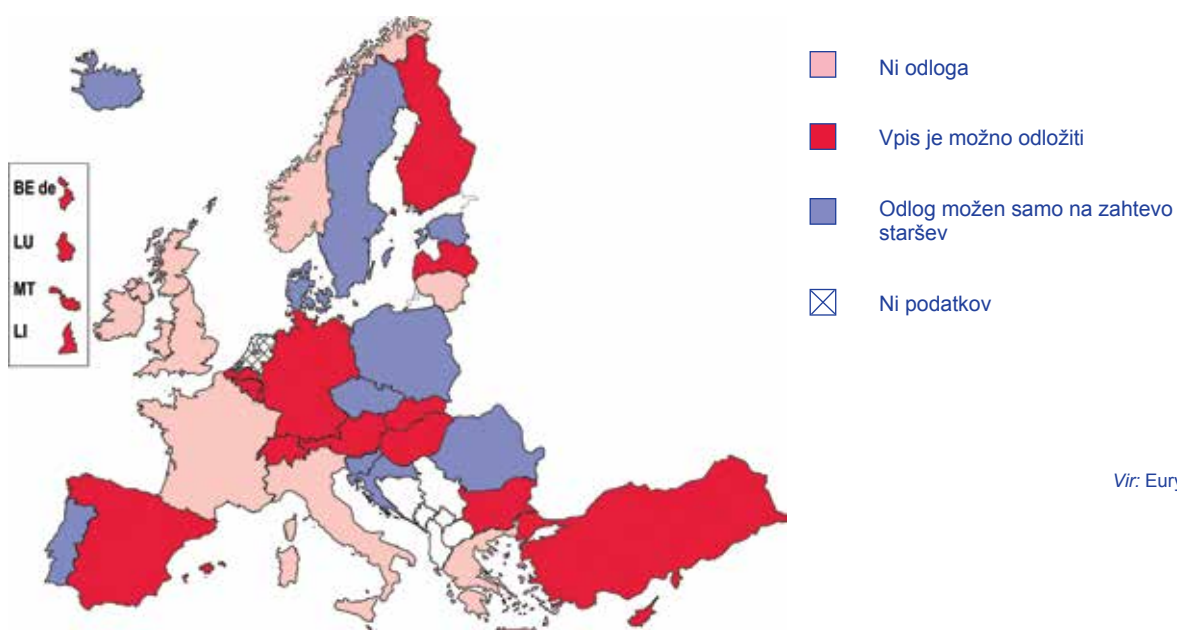 BE de
LU
MT
LI
Ni odloga
Vpis je možno odložiti
Odlog možen samo na zahtevo
staršev
Ni podatkov
Vir: Eury